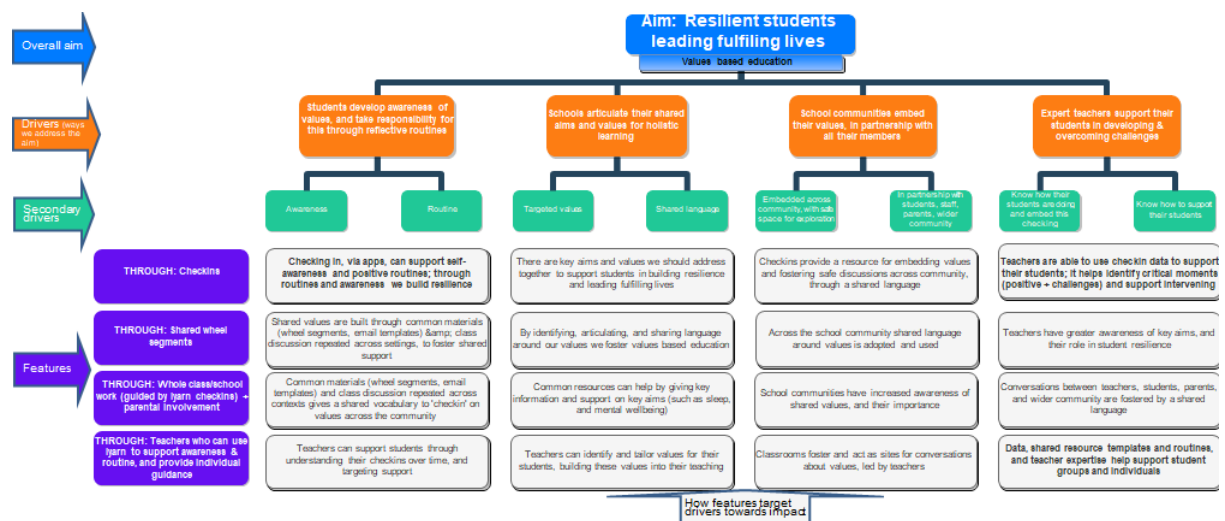 Aim: Resilient students
leading fulfiling lives
Values based education
Overall aim
Drivers (ways
we address the
aim)
Students develop awareness of
values, and take responsibility for
this through reflective routines
Schools articulate their shared
aims and values for holistic
learning
School communities embed
their values, in partnership with
all their members
Expert teachers support their
students in developing &
overcoming challenges
Secondary
drivers
Awareness
Routine
Targeted values
Shared language
Embedded across
community, with safe
space for exploration
In partnership with
students, staff,
parents, wider
community
Know how their
students are doing
and embed this
checking
Know how to support
their students
Features
THROUGH: Checkins
Checking in, via apps, can support self-
awareness and positive routines; through
routines and awareness we build resilience
There are key aims and values we should address
together to support students in building resilience
and leading fulfilling lives
Checkins provide a resource for embedding values
and fostering safe discussions across community,
through a shared language
Teachers are able to use checkin data to support
their students; it helps identify critical moments
(positive + challenges) and support intervening
THROUGH: Shared wheel
segments
Shared values are built through common materials
(wheel segments, email templates) &amp; class
discussion repeated across settings, to foster shared
support
By identifying, articulating, and sharing language
around our values we foster values based education
Across the school community shared language
around values is adopted and used
Teachers have greater awareness of key aims, and
their role in student resilience
THROUGH: Whole class/school
work (guided by iyarn checkins) +
parental involvement
Common materials (wheel segments, email
templates) and class discussion repeated across
contexts gives a shared vocabulary to 'checkin' on
values across the community
Common resources can help by giving key
information and support on key aims (such as sleep,
and mental wellbeing)
School communities have increased awareness of
shared values, and their importance
Conversations between teachers, students, parents,
and wider community are fostered by a shared
language
THROUGH: Teachers who can use
iyarn to support awareness &
routine, and provide individual
guidance
Teachers can support students through
understanding their checkins over time, and
targeting support
Teachers can identify and tailor values for their
students, building these values into their teaching
Classrooms foster and act as sites for conversations
about values, led by teachers
Data, shared resource templates and routines,
and teacher expertise help support student
groups and individuals
How features target
drivers towards impact